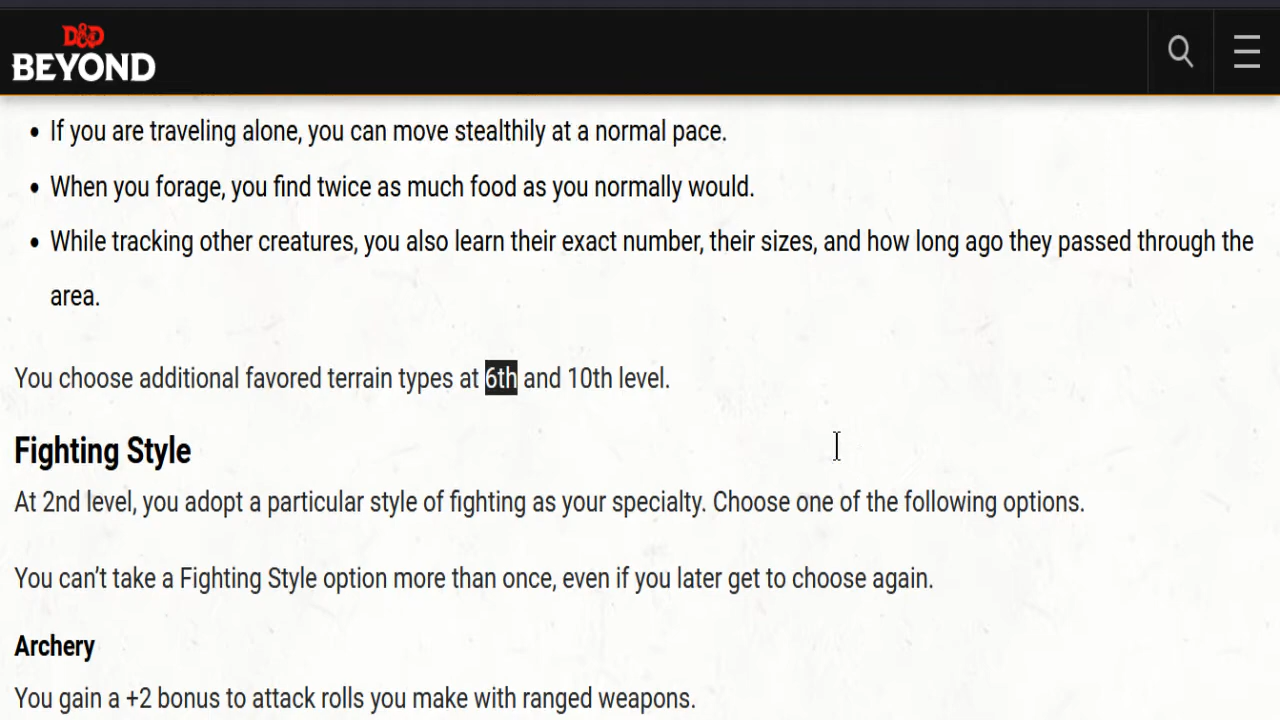 D&D
BEYOND
If you are traveling alone, you can move stealthily at a normal pace.
When you forage, you find twice as much food as you normally would.
While tracking other creatures, you also learn their exact number, their sizes, and how long ago they passed through the
area.
You choose additional favored terrain types at 6th and 10th level.
Fighting Style
At 2nd level, you adopt a particular style of fighting as your specialty. Choose one of the following options.
You can’t take a Fighting Style option more than once, even if you later get to choose again.
Archery
You gain a +2 bonus to attack rolls you make with ranged weapons.